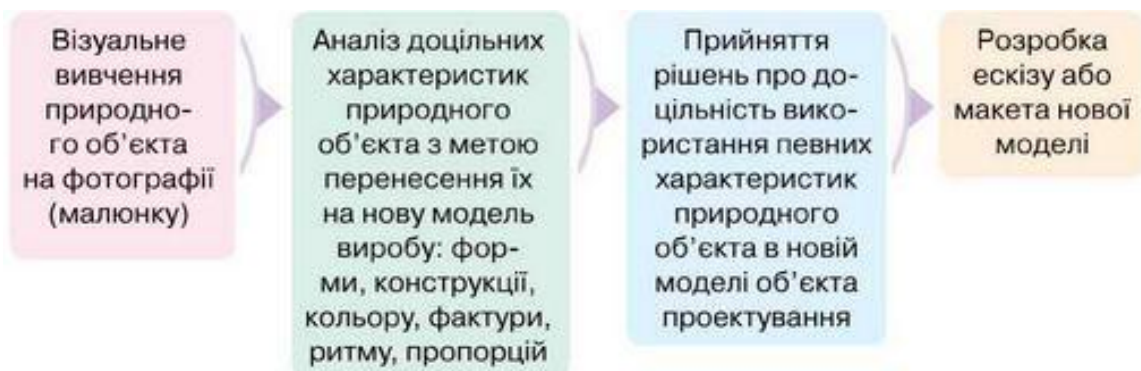 Візуальне
вивчення
природно-
го об’єкта
на фотографії
(малюнку)
Аналіз доцільних
характеристик
природного
об’єкта з метою
перенесення їх
на нову модель
виробу: фор-
ми, конструкції,
кольору, фактури,
ритму, пропорцій
Прийняття
рішень про до-
цільність вико-
ристання певних
характеристик
природного
об’єкта в новій
моделі об’єкта
проектування
Розробка
ескізу або
макета нової
моделі